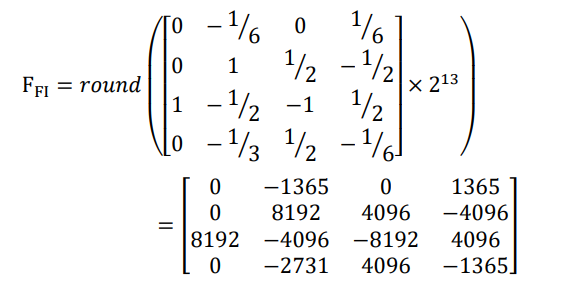 F_FI = round ( [ 0 −1/6 0 1/6
0 1 1/2 −1/2
1 −1/2 −1 1/2
0 −1/3 1/2 −1/6 ] × 2^13 )
= [ 0 −1365 0 1365
0 8192 4096 −4096
8192 −4096 −8192 4096
0 −2731 4096 −1365 ]